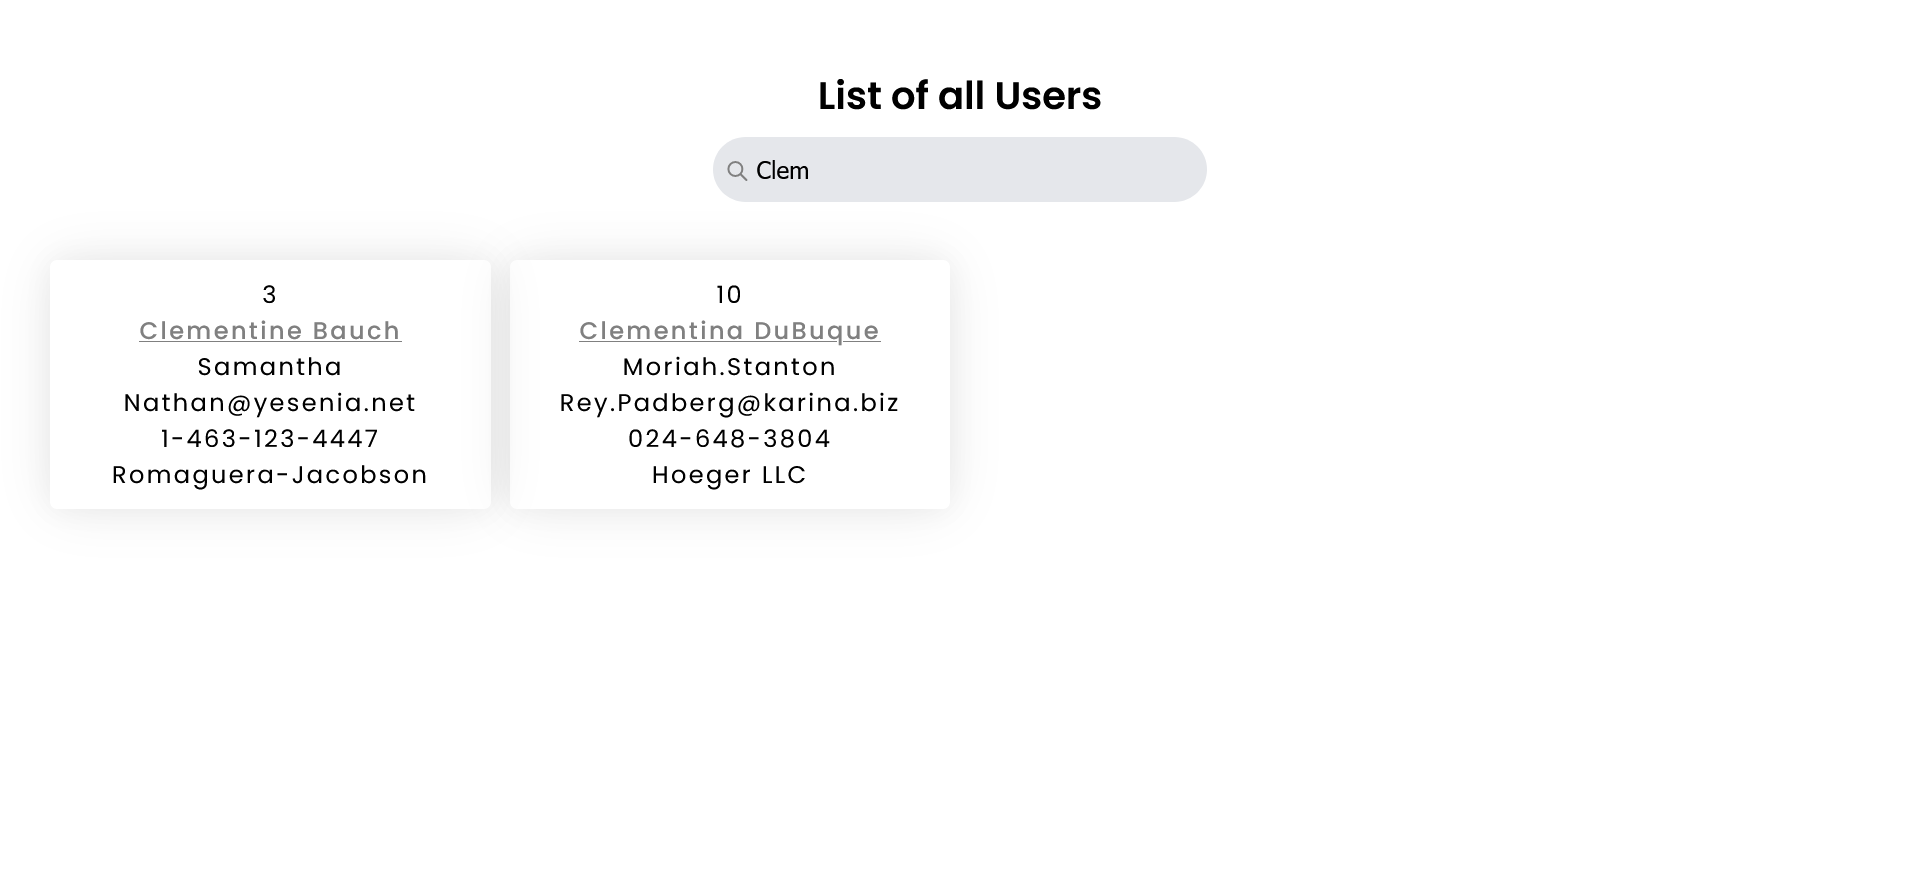 List of all Users
Clem
3
Clementine Bauch
Samantha
Nathan@yesenia.net
1-463-123-4447
Romaguera-Jacobson
10
Clementina DuBuque
Moriah.Stanton
Rey.Padberg@karina.biz
024-648-3804
Hoeger LLC